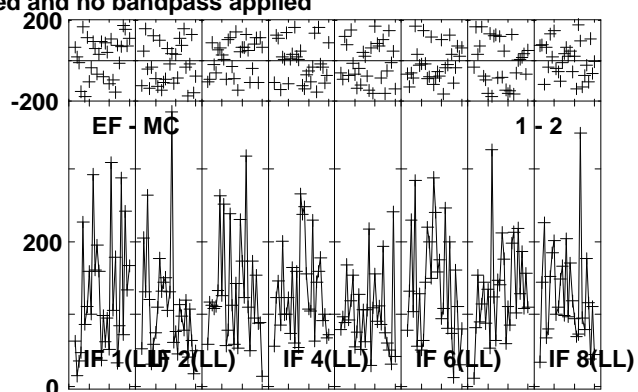 ed and no bandpass applied
200
-200
EF - MC 1 - 2
200
0
IF 1(LL) IF 2(LL) IF 4(LL) IF 6(LL) IF 8(LL)